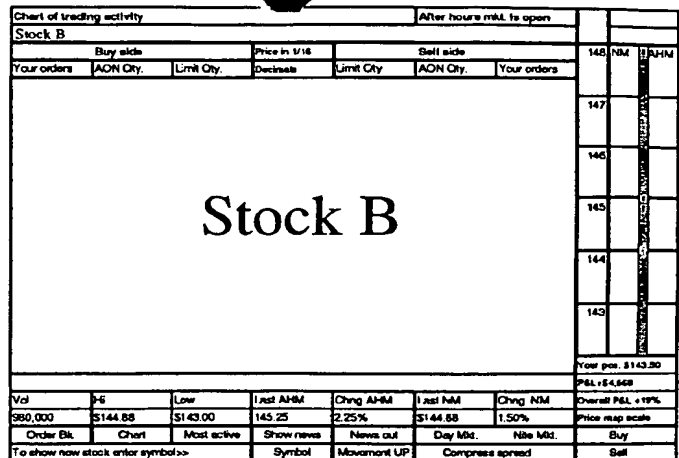 Chart of trading activity After hours mkt. is open
Stock B
Buy side Price in 1/16 Sell side 148 NM AHM
Your orders AON Qty. Limit Qty. Decimals Limit Qty AON Qty. Your orders
147
146
145
Stock B
144
143
Your pos. $143.50
P&L +$4,668
Vol Hi Low Last AHM Chng AHM Last NM Chng NM Overall P&L +19%
980,000 $144.88 $143.00 145.25 2.25% $144.88 1.50% Price map scale
Order Bk. Chart Most active Show news News out Day Mkt. Nite Mkt. Buy
To show new stock enter symbol>> Symbol Movement UP Compress spread Sell